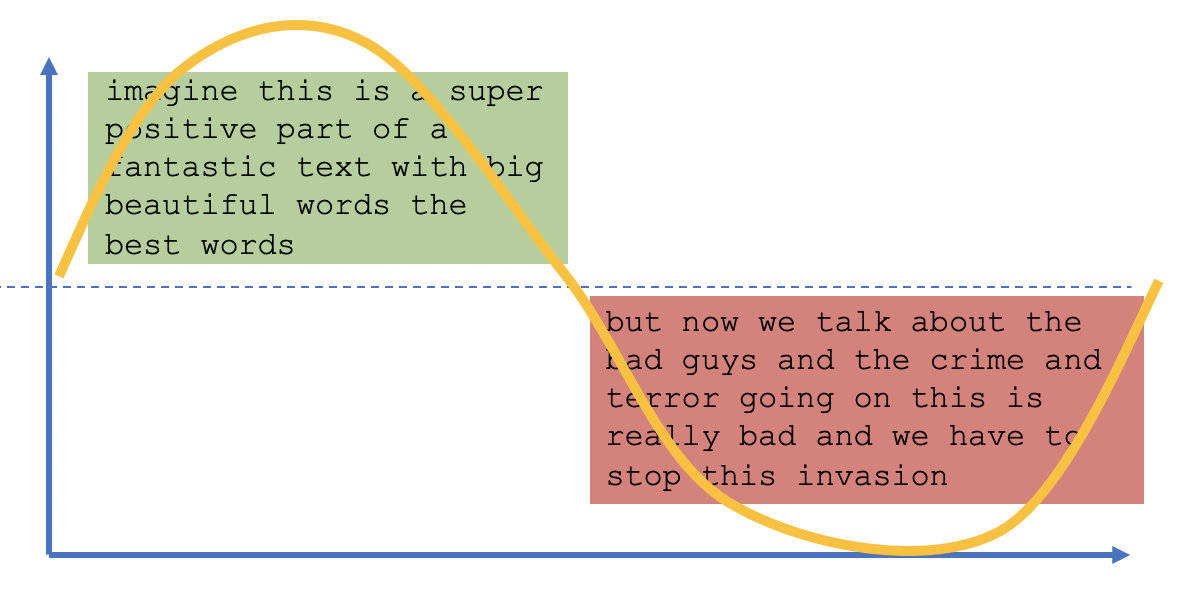 imagine this is a super
positive part of a
fantastic text with big
beautiful words the
best words
but now we talk about the
bad guys and the crime and
terror going on this is
really bad and we have to
stop this invasion